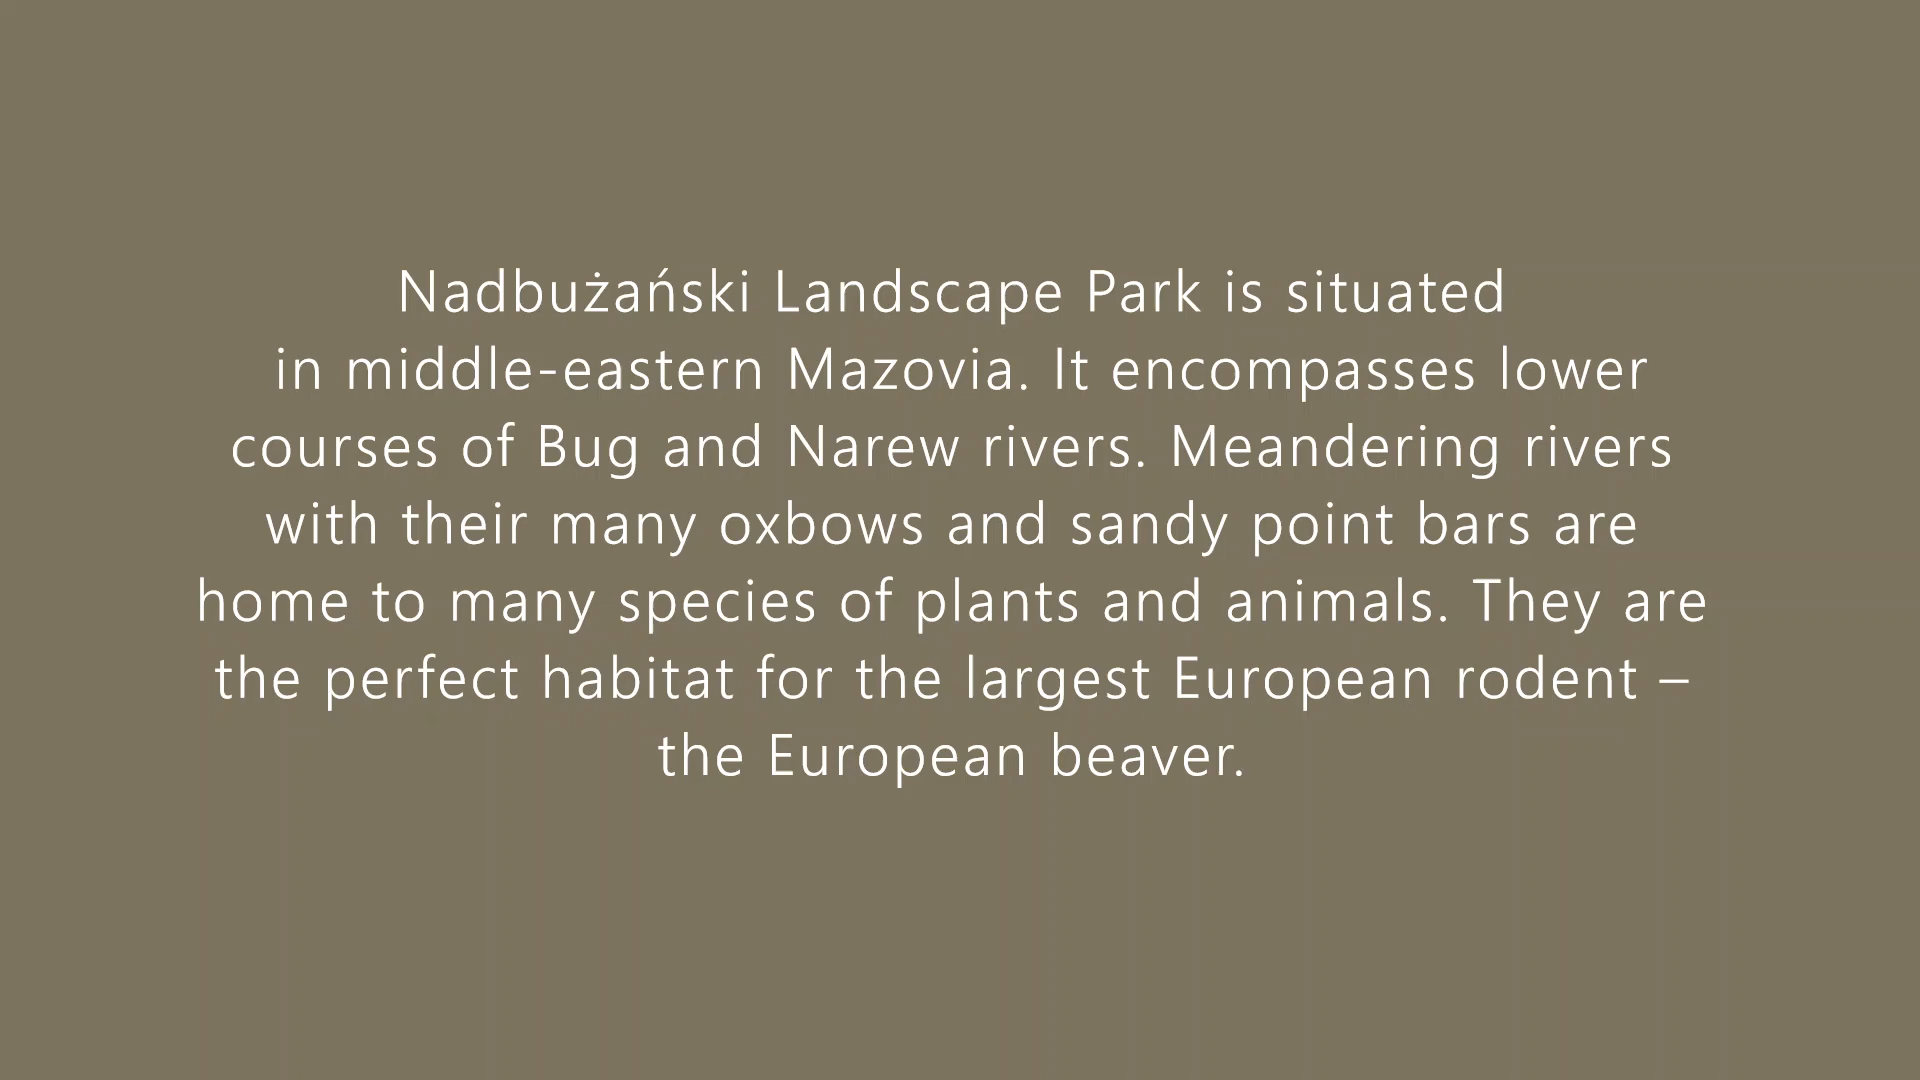 Nadbużański Landscape Park is situated
in middle-eastern Mazovia. It encompasses lower
courses of Bug and Narew rivers. Meandering rivers
with their many oxbows and sandy point bars are
home to many species of plants and animals. They are
the perfect habitat for the largest European rodent –
the European beaver.